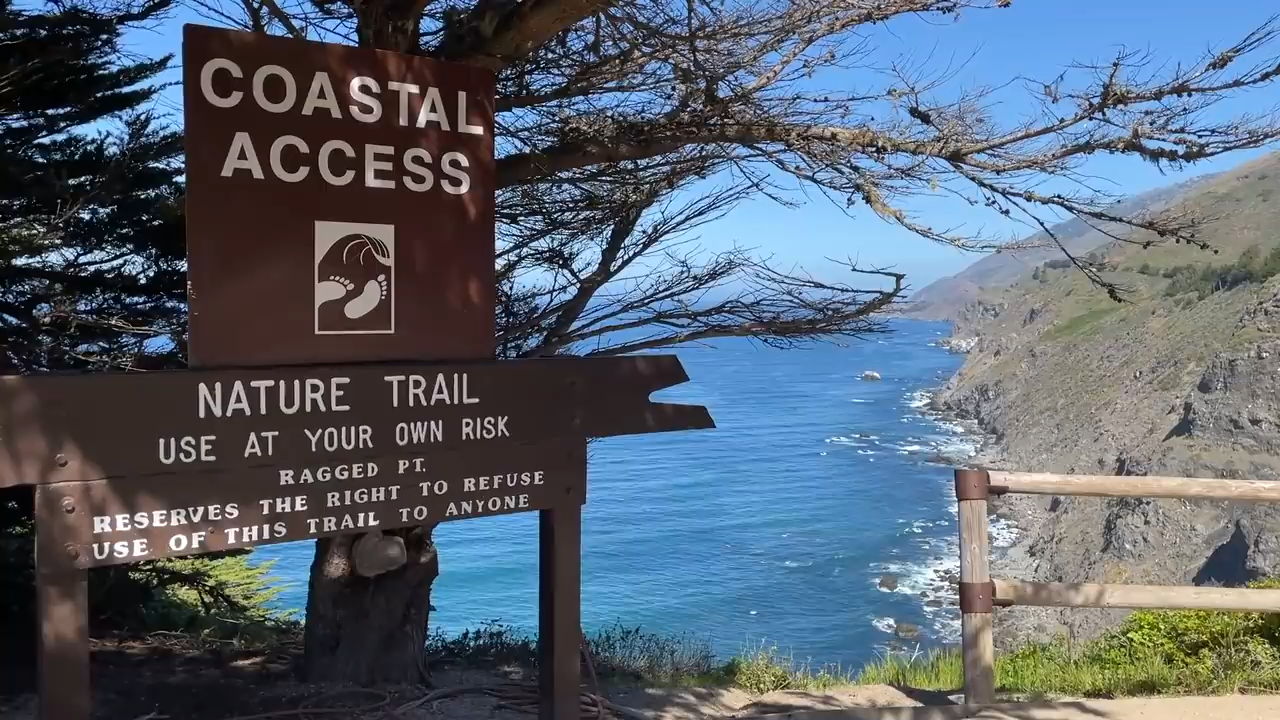 COASTAL
ACCESS
NATURE TRAIL
USE AT YOUR OWN RISK
RAGGED PT.
RESERVES THE RIGHT TO REFUSE
USE OF THIS TRAIL TO ANYONE